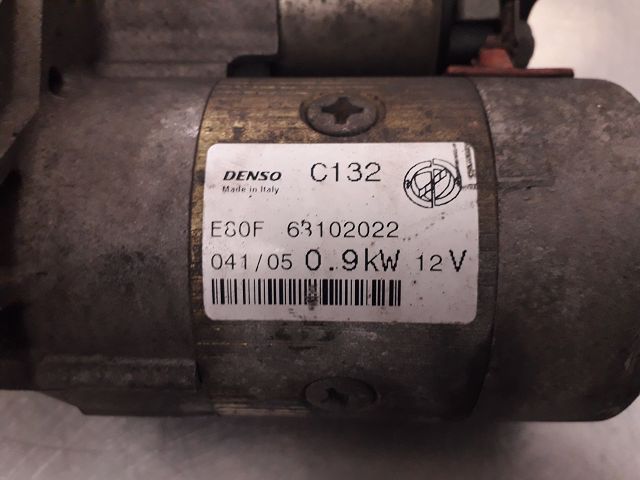 DENSO C132
Made in Italy
E80F 63102022
041/05 0.9kW 12V